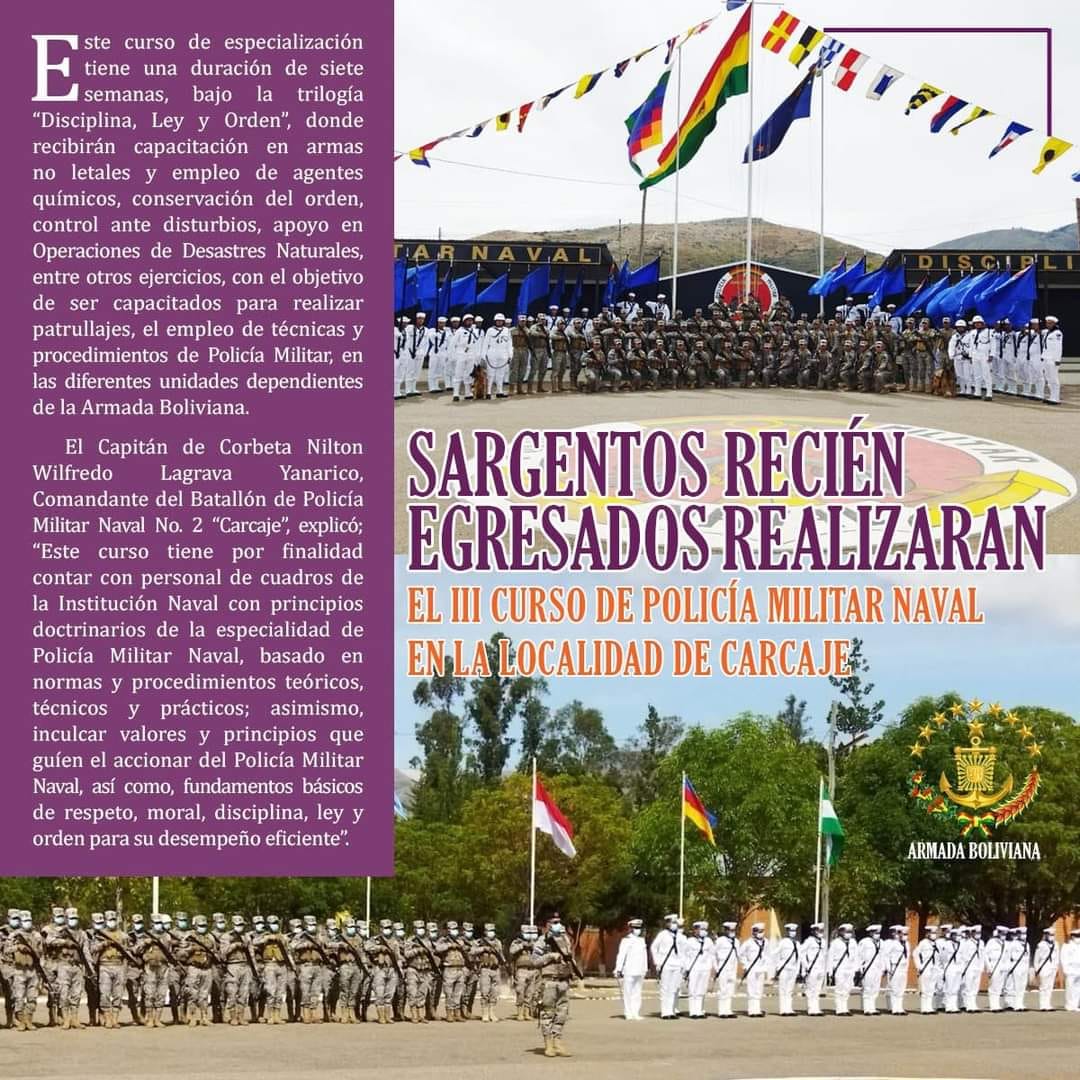 Este curso de especialización
tiene una duración de siete
semanas, bajo la trilogía
“Disciplina, Ley y Orden”, donde
recibirán capacitación en armas
no letales y empleo de agentes
químicos, conservación del orden,
control ante disturbios, apoyo en
Operaciones de Desastres Naturales,
entre otros ejercicios, con el objetivo
de ser capacitados para realizar
patrullajes, el empleo de técnicas y
procedimientos de Policía Militar, en
las diferentes unidades dependientes
de la Armada Boliviana.
El Capitán de Corbeta Nilton
Wilfredo Lagrava Yanarico,
Comandante del Batallón de Policía
Militar Naval No. 2 “Carcaje”, explicó;
“Este curso tiene por finalidad
contar con personal de cuadros de
la Institución Naval con principios
doctrinarios de la especialidad de
Policía Militar Naval, basado en
normas y procedimientos teóricos,
técnicos y prácticos; asimismo,
inculcar valores y principios que
guíen el accionar del Policía Militar
Naval, así como, fundamentos básicos
de respeto, moral, disciplina, ley y
orden para su desempeño eficiente”.
TAR NAVAL
DISCIPLI
MILITAR
SARGENTOS RECIÉN
EGRESADOS REALIZARAN
EL III CURSO DE POLICÍA MILITAR NAVAL
EN LA LOCALIDAD DE CARCAJE
ARMADA BOLIVIANA